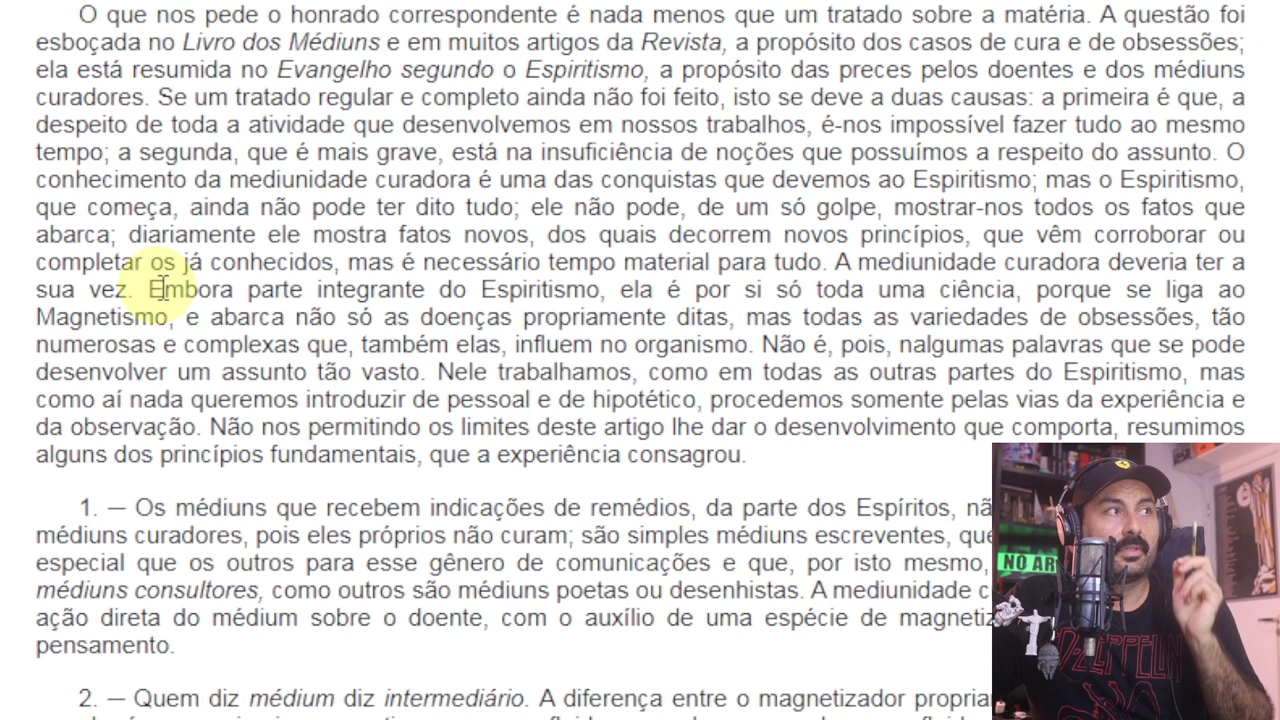 O que nos pede o honrado correspondente é nada menos que um tratado sobre a matéria. A questão foi
esboçada no Livro dos Médiuns e em muitos artigos da Revista, a propósito dos casos de cura e de obsessões;
ela está resumida no Evangelho segundo o Espiritismo, a propósito das preces pelos doentes e dos médiuns
curadores. Se um tratado regular e completo ainda não foi feito, isto se deve a duas causas: a primeira é que, a
despeito de toda a atividade que desenvolvemos em nossos trabalhos, é-nos impossível fazer tudo ao mesmo
tempo; a segunda, que é mais grave, está na insuficiência de noções que possuímos a respeito do assunto. O
conhecimento da mediunidade curadora é uma das conquistas que devemos ao Espiritismo; mas o Espiritismo,
que começa, ainda não pode ter dito tudo; ele não pode, de um só golpe, mostrar-nos todos os fatos que
abarca; diariamente ele mostra fatos novos, dos quais decorrem novos princípios, que vêm corroborar ou
completar os já conhecidos, mas é necessário tempo material para tudo. A mediunidade curadora deveria ter a
sua vez. Embora parte integrante do Espiritismo, ela é por si só toda uma ciência, porque se liga ao
Magnetismo, e abarca não só as doenças propriamente ditas, mas todas as variedades de obsessões, tão
numerosas e complexas que, também elas, influem no organismo. Não é, pois, nalgumas palavras que se pode
desenvolver um assunto tão vasto. Nele trabalhamos, como em todas as outras partes do Espiritismo, mas
como aí nada queremos introduzir de pessoal e de hipotético, procedemos somente pelas vias da experiência e
da observação. Não nos permitindo os limites deste artigo lhe dar o desenvolvimento que comporta, resumimos
alguns dos princípios fundamentais, que a experiência consagrou.
1. — Os médiuns que recebem indicações de remédios, da parte dos Espíritos,
médiuns curadores, pois eles próprios não curam; são simples médiuns escreventes,
especial que os outros para esse gênero de comunicações e que, por isto mesmo,
médiuns consultores, como outros são médiuns poetas ou desenhistas. A mediunidade
ação direta do médium sobre o doente, com o auxílio de uma espécie de
pensamento.
2. — Quem diz médium diz intermediário. A diferença entre o magnetizador
NO AR